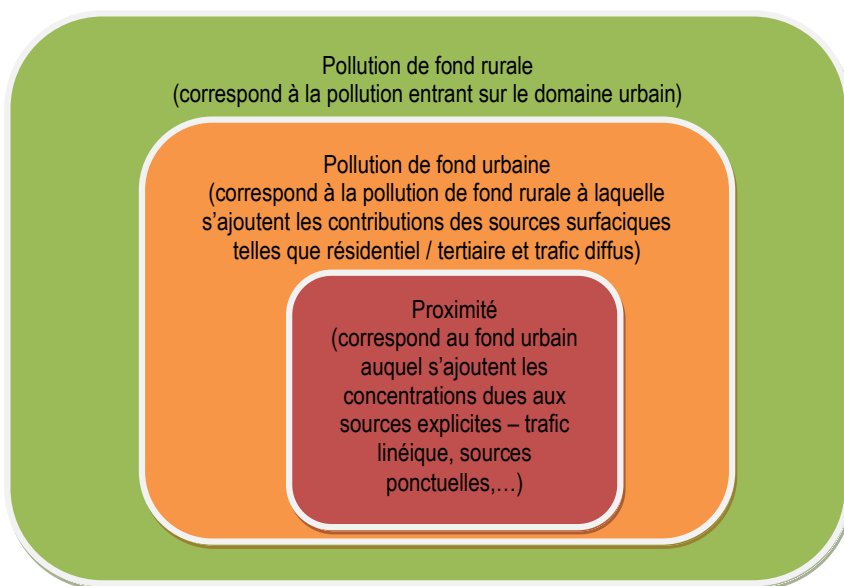 Pollution de fond rurale
(correspond à la pollution entrant sur le domaine urbain)
Pollution de fond urbaine
(correspond à la pollution de fond rurale à laquelle
s'ajoutent les contributions des sources surfaciques
telles que résidentiel / tertiaire et trafic diffus)
Proximité
(correspond au fond urbain
auquel s'ajoutent les
concentrations dues aux
sources explicites – trafic
linéique, sources
ponctuelles,…)